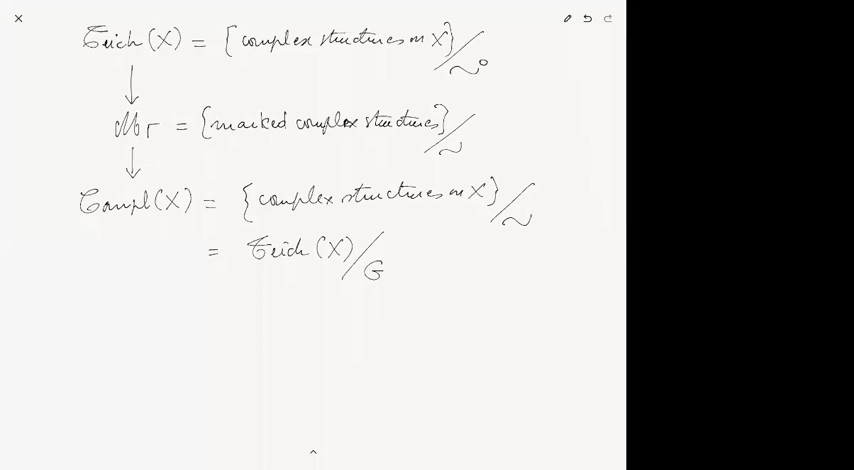 Teich(X) = {complex structures on X}/~°
↓
M_Γ = {marked complex structures}/~
↓
Compl(X) = {complex structures on X}/~
= Teich(X)/G